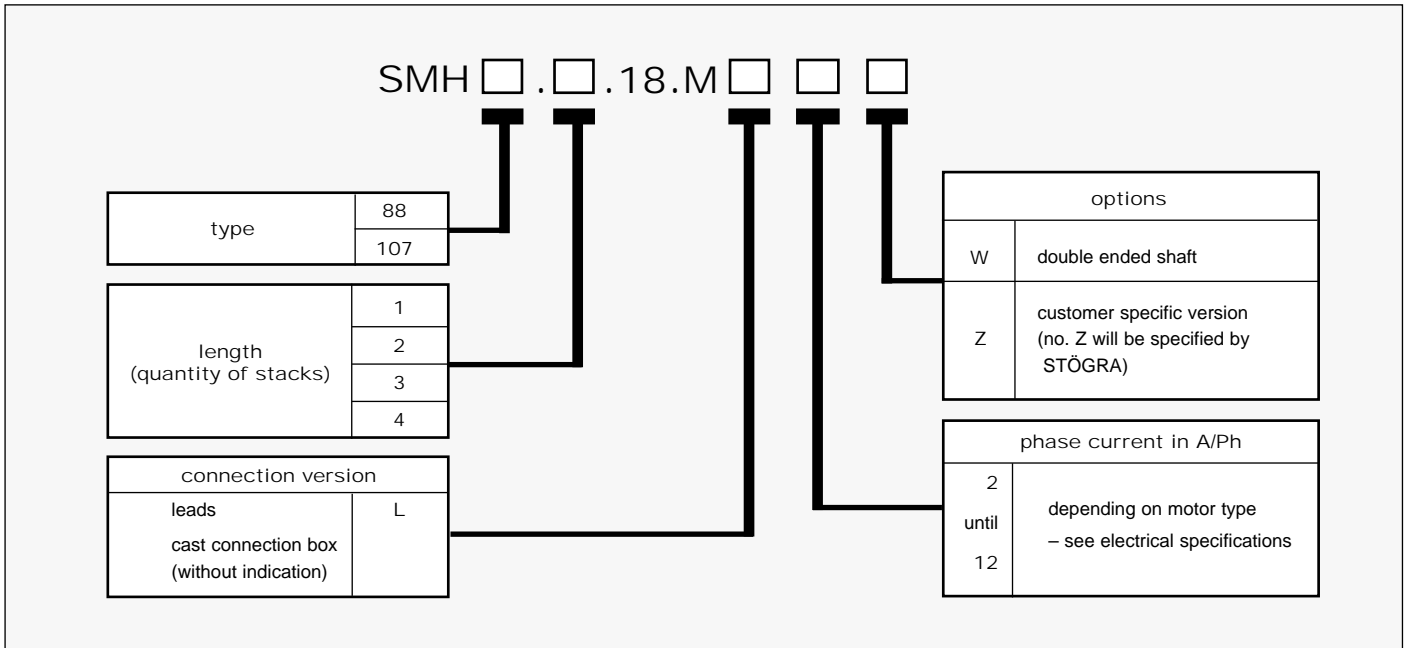 SMH . .18.M
type
88
107
length
(quantity of stacks)
1
2
3
4
connection version
leads
L
cast connection box
(without indication)
options
W
double ended shaft
Z
customer specific version
(no. Z will be specified by
STÖGRA)
phase current in A/Ph
2
until
12
depending on motor type
– see electrical specifications